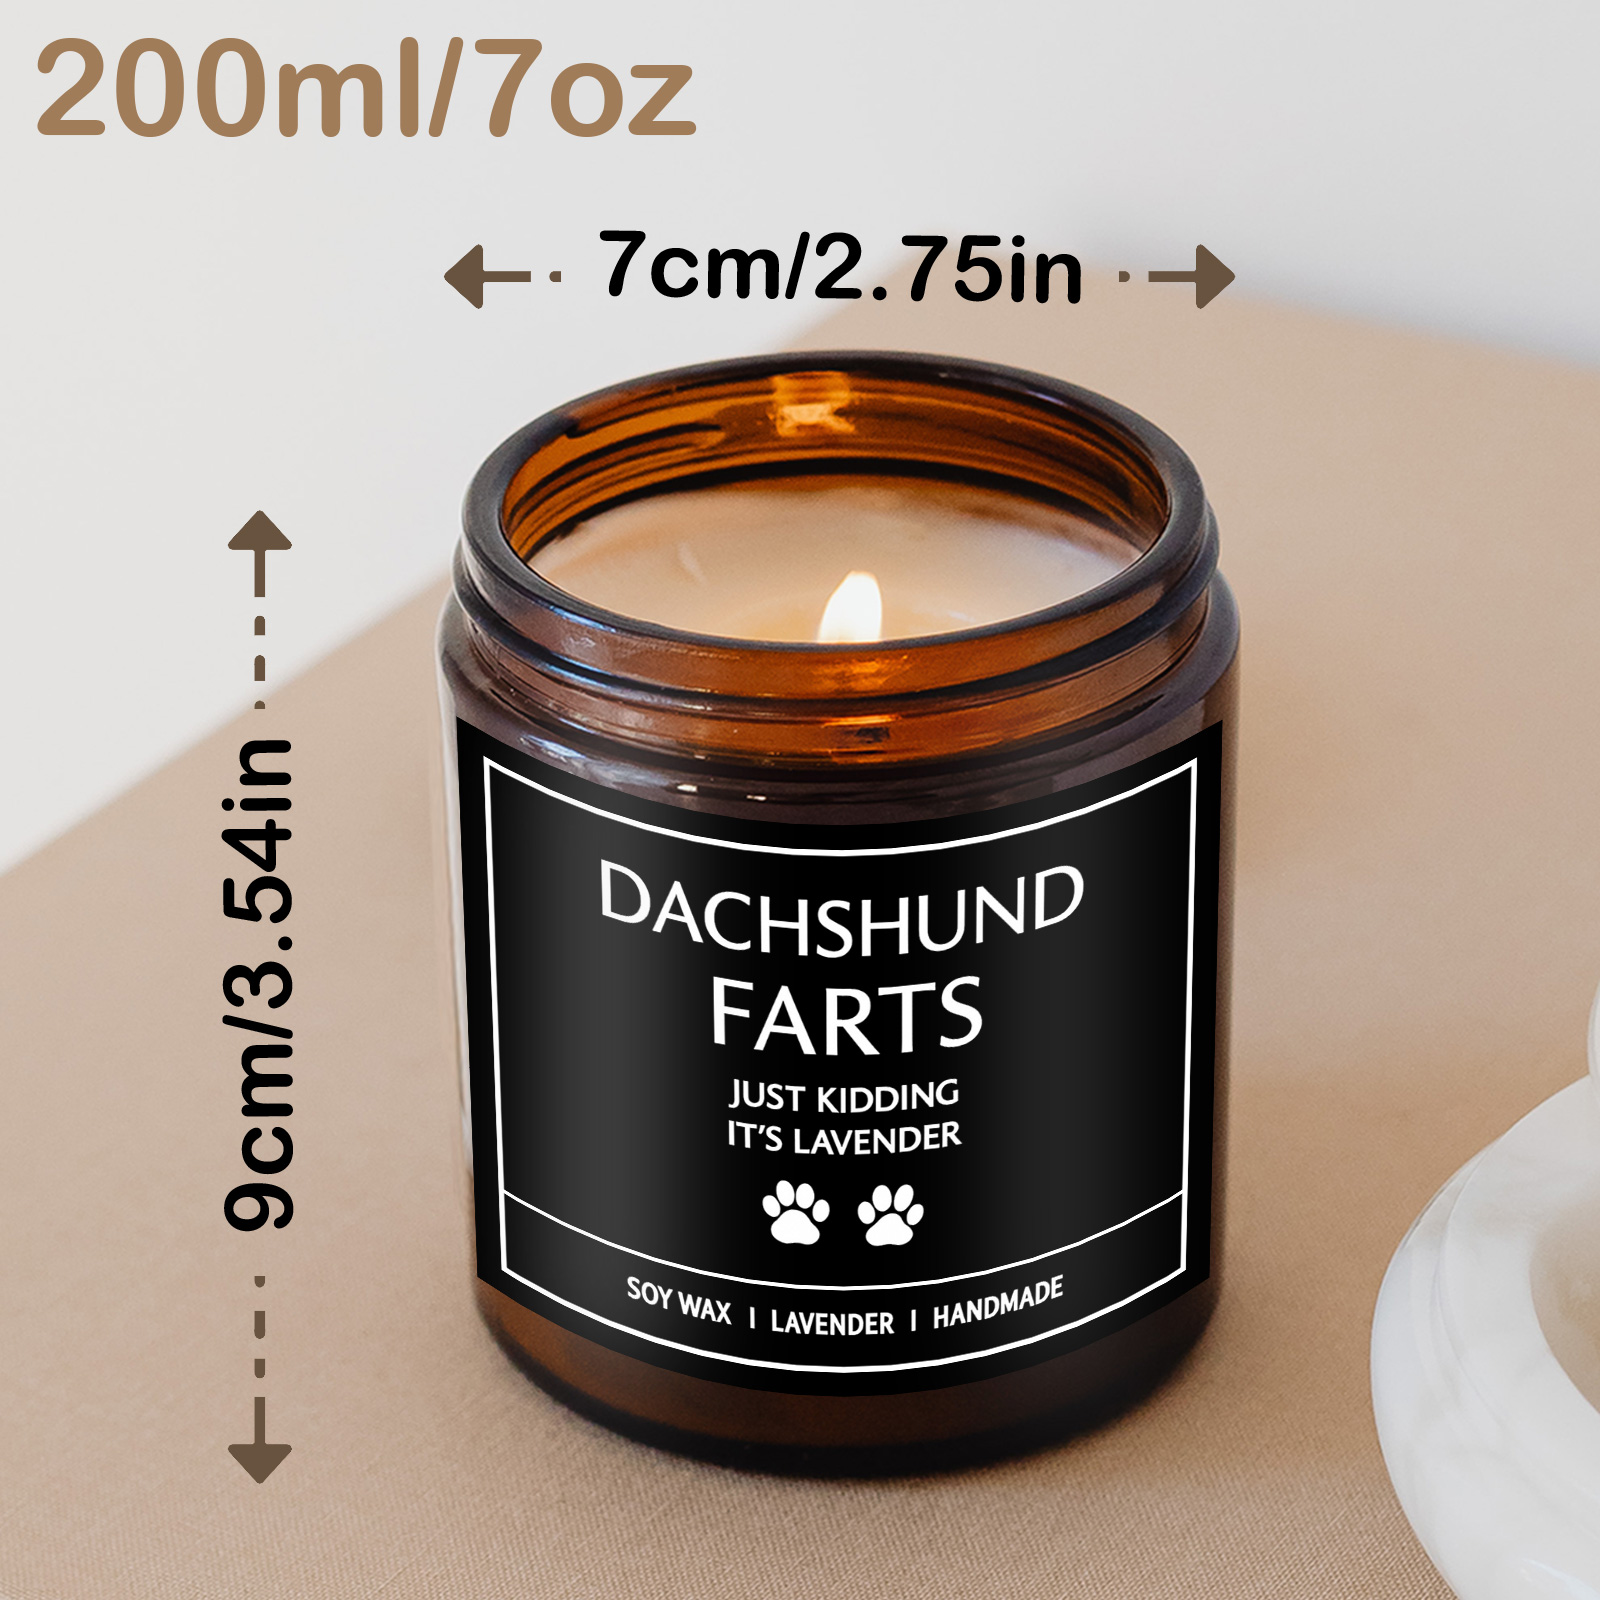 200ml/7oz
7cm/2.75in
9cm/3.54in
DACHSHUND
FARTS
JUST KIDDING
IT'S LAVENDER
SOY WAX | LAVENDER | HANDMADE